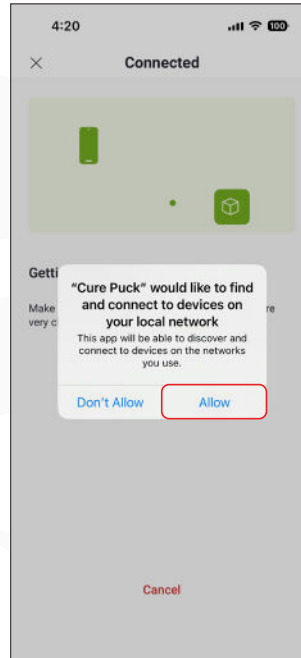 4:20
100
Connected
Getti
"Cure Puck" would like to find
and connect to devices on
your local network
Make
re
very c
This app will be able to discover and
connect to devices on the networks
you use.
Don't Allow
Allow
Cancel